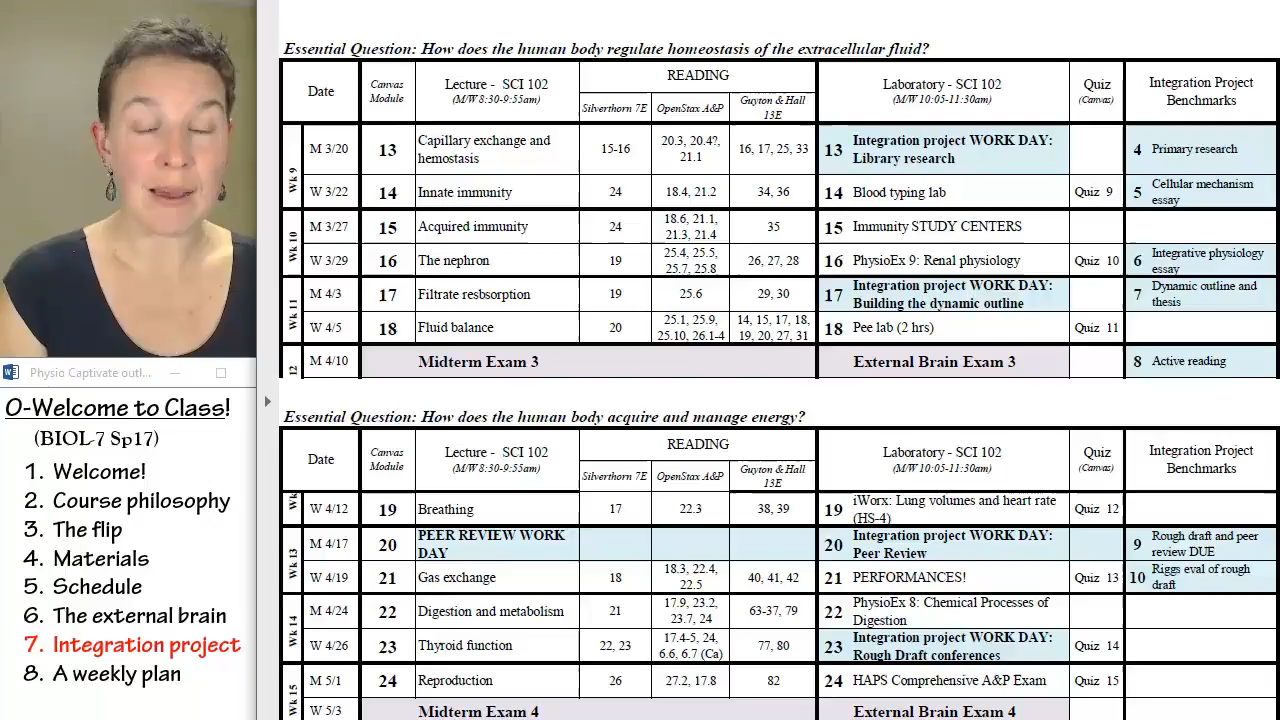 Essential Question: How does the human body regulate homeostasis of the extracellular fluid?
Date
Canvas
Module
Lecture - SCI 102
(M/W 8:30-9:55am)
READING
Silverthorn 7E
OpenStax A&P
Guyton & Hall
13E
Laboratory - SCI 102
(M/W 10:05-11:30am)
Quiz
(Canvas)
Integration Project
Benchmarks
Wk 9
M 3/20
13
Capillary exchange and
hemostasis
15-16
20.3, 20.4?,
21.1
16, 17, 25, 33
13
Integration project WORK DAY:
Library research
4 Primary research
W 3/22
14
Innate immunity
24
18.4, 21.2
34, 36
14 Blood typing lab
Quiz 9
5 Cellular mechanism
essay
Wk 10
M 3/27
15
Acquired immunity
24
18.6, 21.1,
21.3, 21.4
35
15 Immunity STUDY CENTERS
W 3/29
16
The nephron
19
25.4, 25.5,
25.7, 25.8
26, 27, 28
16 PhysioEx 9: Renal physiology
Quiz 10
6 Integrative physiology
essay
Wk 11
M 4/3
17
Filtrate resbsorption
19
25.6
29, 30
17 Integration project WORK DAY:
Building the dynamic outline
7 Dynamic outline and
thesis
W 4/5
18
Fluid balance
20
25.1, 25.9,
25.10, 26.1-4
14, 15, 17, 18,
19, 20, 27, 31
18 Pee lab (2 hrs)
Quiz 11
12
M 4/10
Midterm Exam 3
External Brain Exam 3
8 Active reading
Essential Question: How does the human body acquire and manage energy?
Date
Canvas
Module
Lecture - SCI 102
(M/W 8:30-9:55am)
READING
Silverthorn 7E
OpenStax A&P
Guyton & Hall
13E
Laboratory - SCI 102
(M/W 10:05-11:30am)
Quiz
(Canvas)
Integration Project
Benchmarks
Wk
W 4/12
19
Breathing
17
22.3
38, 39
19 iWorx: Lung volumes and heart rate
(HS-4)
Quiz 12
Wk 13
M 4/17
20
PEER REVIEW WORK
DAY
20 Integration project WORK DAY:
Peer Review
9 Rough draft and peer
review DUE
W 4/19
21
Gas exchange
18
18.3, 22.4,
22.5
40, 41, 42
21 PERFORMANCES!
Quiz 13
10 Riggs eval of rough
draft
Wk 14
M 4/24
22
Digestion and metabolism
21
17.9, 23.2,
23.7, 24
63-37, 79
22 PhysioEx 8: Chemical Processes of
Digestion
W 4/26
23
Thyroid function
22, 23
17.4-5, 24,
6.6, 6.7 (Ca)
77, 80
23 Integration project WORK DAY:
Rough Draft conferences
Quiz 14
Wk 15
M 5/1
24
Reproduction
26
27.2, 17.8
82
24 HAPS Comprehensive A&P Exam
Quiz 15
W 5/3
Midterm Exam 4
External Brain Exam 4
Physio Captivate outl...
0-Welcome to Class!
(BIOL-7 Sp17)
1. Welcome!
2. Course philosophy
3. The flip
4. Materials
5. Schedule
6. The external brain
7. Integration project
8. A weekly plan